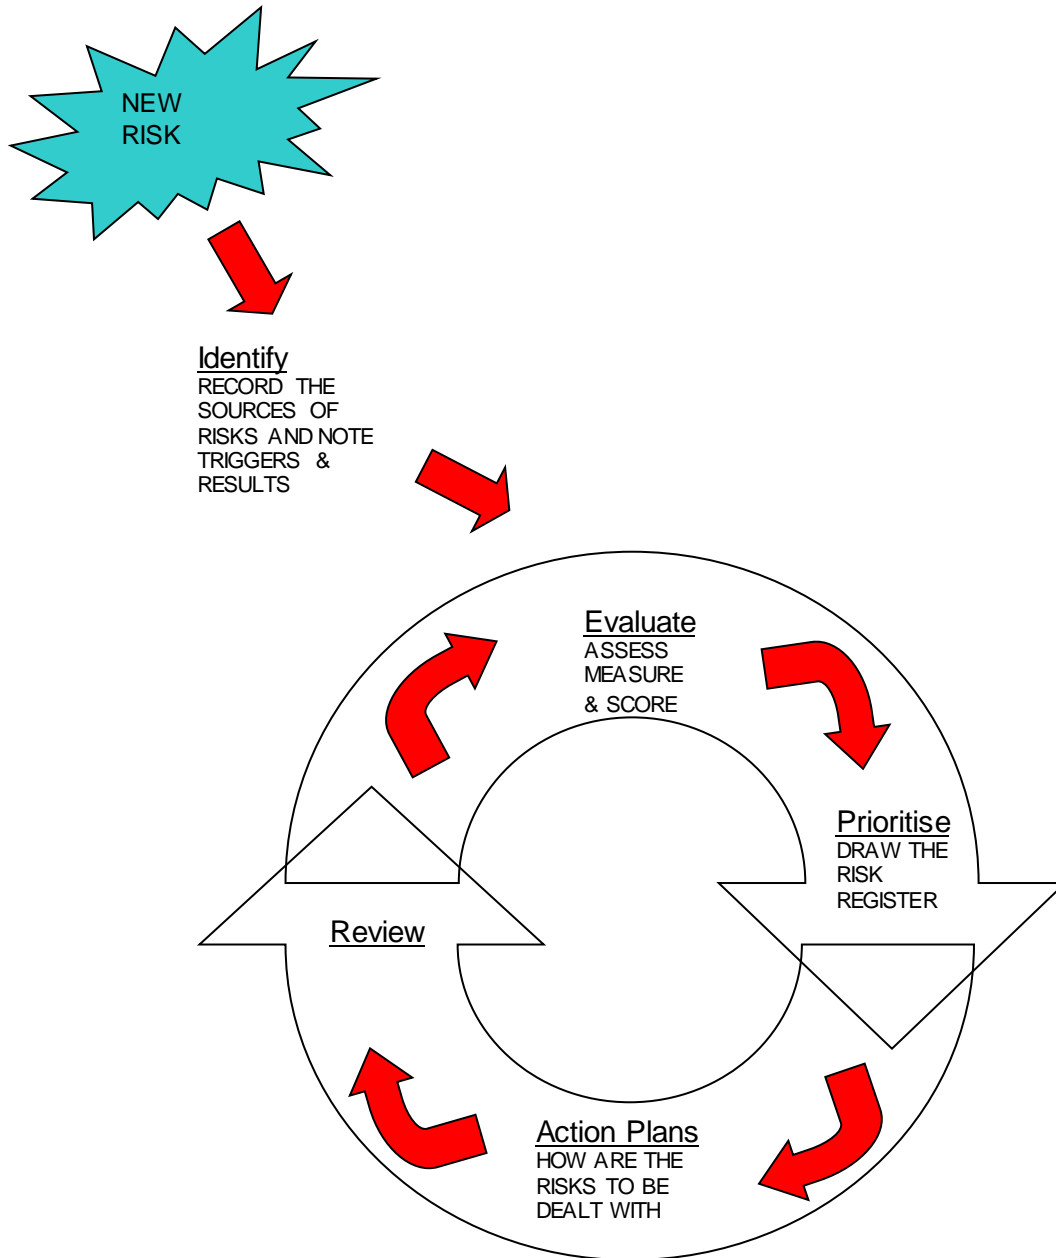 NEW
RISK
Identify
RECORD THE
SOURCES OF
RISKS AND NOTE
TRIGGERS &
RESULTS
Evaluate
ASSESS
MEASURE
& SCORE
Prioritise
DRAW THE
RISK
REGISTER
Action Plans
HOW ARE THE
RISKS TO BE
DEALT WITH
Review